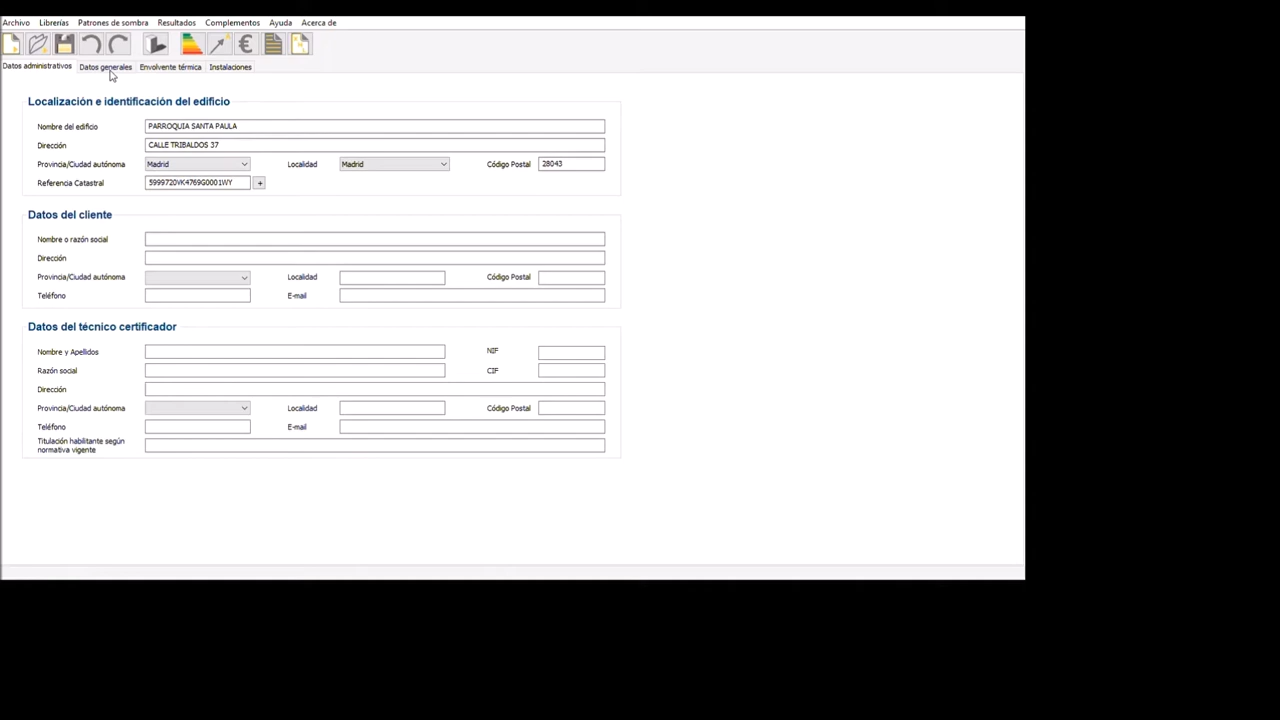 Archivo Librerías Patrones de sombra Resultados Complementos Ayuda Acerca de
€
Datos administrativos Datos generales Envolvente térmica Instalaciones
Localización e identificación del edificio
Nombre del edificio PARROQUIA SANTA PAULA
Dirección CALLE TRIBALDOS 37
Provincia/Ciudad autónoma Madrid Localidad Madrid Código Postal 28043
Referencia Catastral 5999720VK4769G0001WY +
Datos del cliente
Nombre o razón social
Dirección
Provincia/Ciudad autónoma Localidad Código Postal
Teléfono E-mail
Datos del técnico certificador
Nombre y Apellidos NIF
Razón social CIF
Dirección
Provincia/Ciudad autónoma Localidad Código Postal
Teléfono E-mail
Titulación habilitante según
normativa vigente